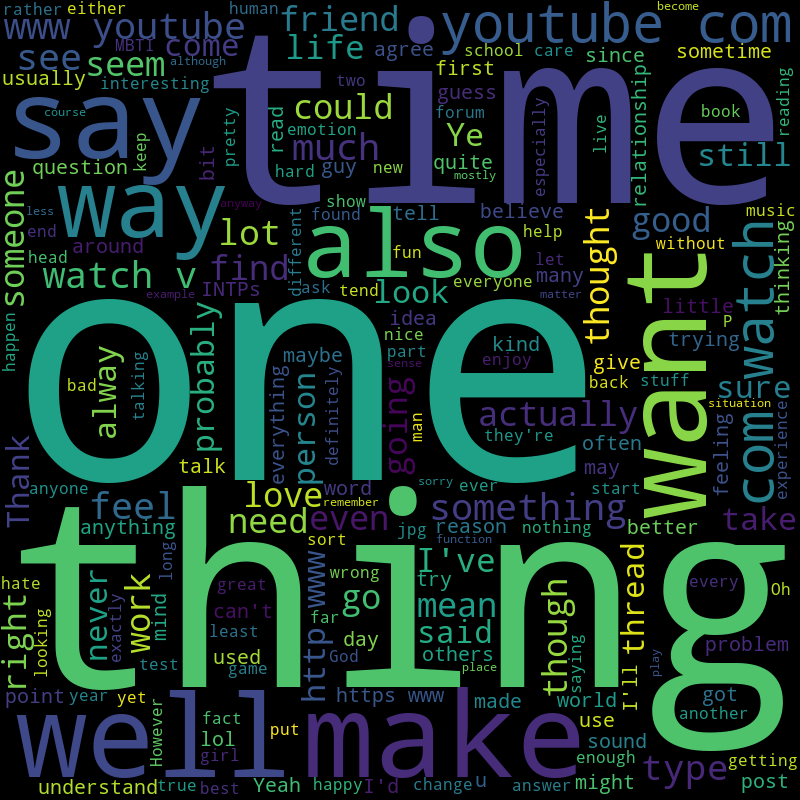 rather
either
human
become
www youtube
MBTI
come
friend
youtube com
see
seem
although
life
agree
school
care
since
sometime
usually
interesting
say
time
two
first
relationship
reading
course
could
guess
book
question
keep
bit
pretty
read
emotion
much
forum
Ye
especially
live
still
way
hard
guy
new
quite
mostly
someone
less
anyway
show
found
tell
believe
good
music
end
around
lot
different
also
fun
help
let
thought
without
watch
thinking
head
watch v
find
INTPs
ask
tend
look
everyone
many
matter
want
little
P
happen
example
idea
nice
trying
one
bad
alway
talking
probably
maybe
everything
person
definitely
part
sense
going
kind
enjoy
give
back
stuff
sure
situation
man
actually
they're
often
com
Thank
talk
may
feeling
experience
anyone
love
word
sorry
ever
start
better
feel
need
remember
even
something
take
anything
sort
jpg
reason
nothing
function
thing
hate
right
looking
never
exactly
work
mind
long
great
can't
http www
wrong
I've
try
go
mean
though
saying
thread
I'll
every
Oh
test
least
far
day
said
problem
used
God
others
game
place
play
point
year
yet
However
https www
made
world
got
another
well
fact
lol
girl
put
make
use
sound
enough
type
getting
understand
true
best
Yeah
happy
I'd
change
u
answer
might
post